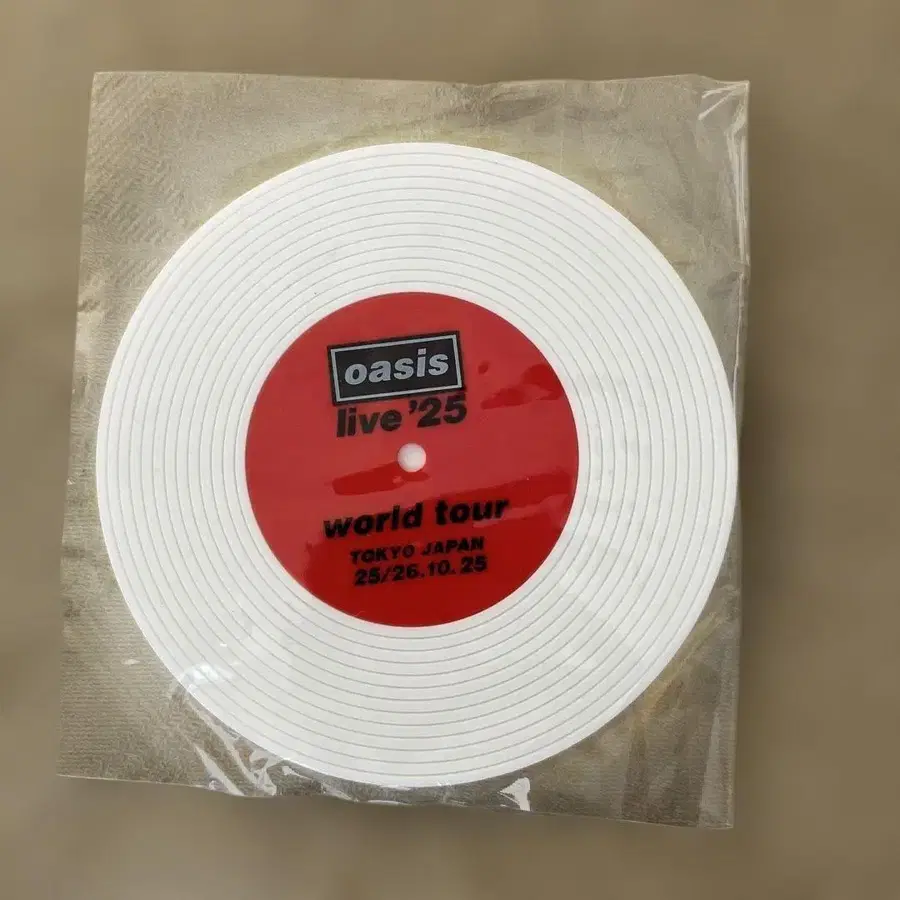 oasis
live '25
world tour
TOKYO JAPAN
25/26.10.25